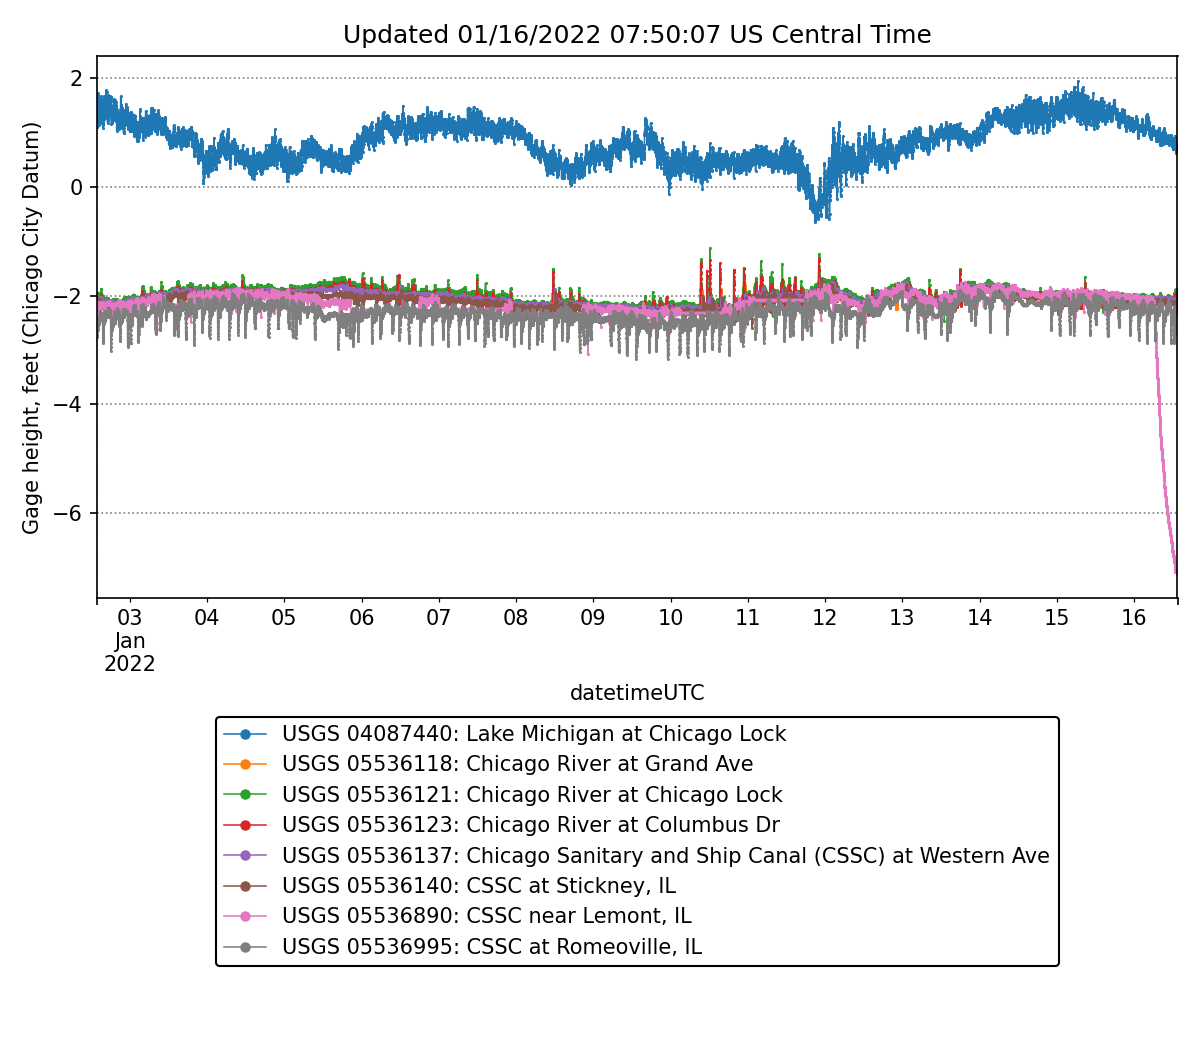 Updated 01/16/2022 07:50:07 US Central Time
Gage height, feet (Chicago City Datum)
2
0
−2
−4
−6
03 04 05 06 07 08 09 10 11 12 13 14 15 16
Jan
2022
datetimeUTC
USGS 04087440: Lake Michigan at Chicago Lock
USGS 05536118: Chicago River at Grand Ave
USGS 05536121: Chicago River at Chicago Lock
USGS 05536123: Chicago River at Columbus Dr
USGS 05536137: Chicago Sanitary and Ship Canal (CSSC) at Western Ave
USGS 05536140: CSSC at Stickney, IL
USGS 05536890: CSSC near Lemont, IL
USGS 05536995: CSSC at Romeoville, IL